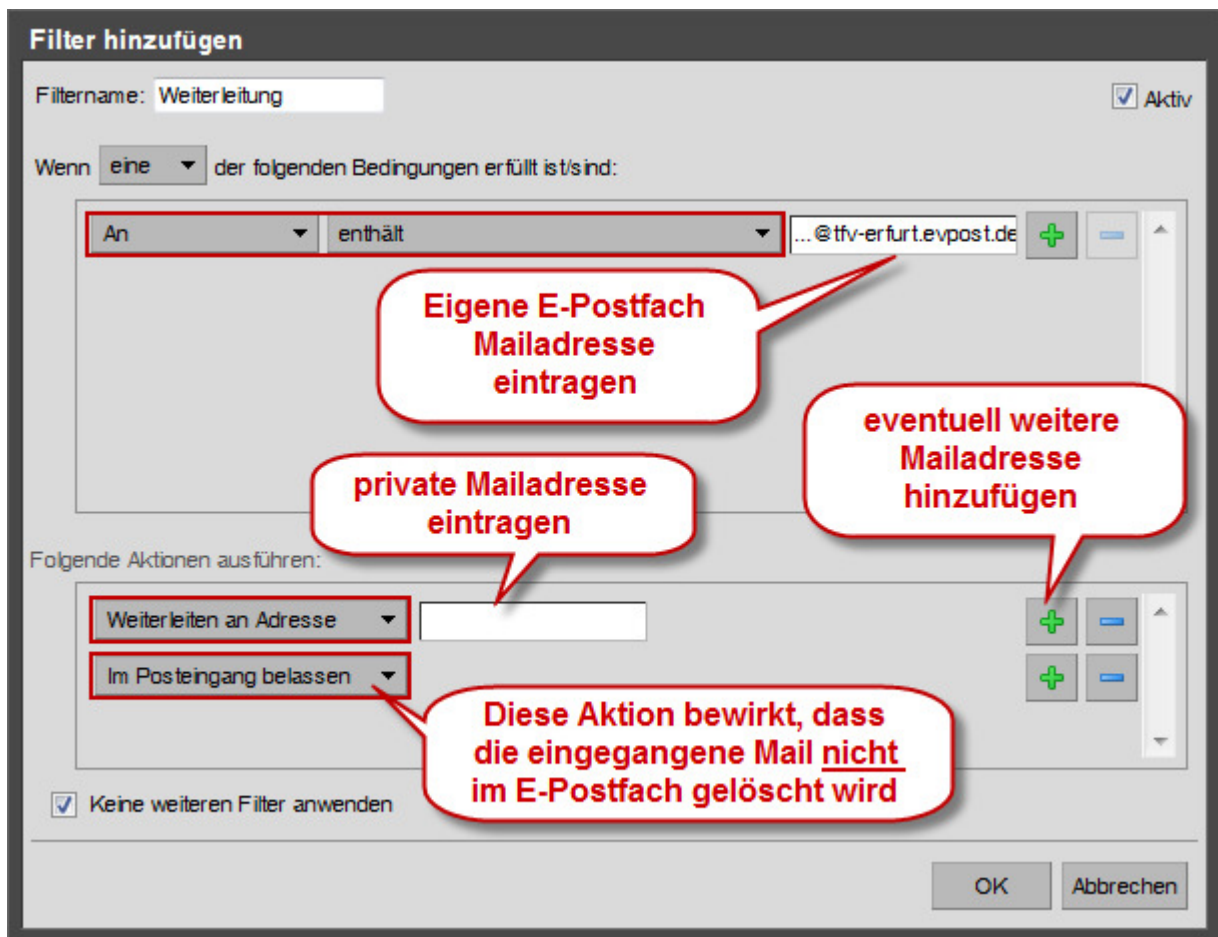 Filter hinzufügen
Filtername: Weiterleitung
Aktiv
Wenn eine der folgenden Bedingungen erfüllt ist/sind:
An enthält ...@tfv-erfurt.evpost.de
Eigene E-Postfach
Mailadresse
eintragen
eventuell weitere
Mailadresse
hinzufügen
private Mailadresse
eintragen
Folgende Aktionen ausführen:
Weiterleiten an Adresse
Im Posteingang belassen
Diese Aktion bewirkt, dass
die eingegangene Mail nicht
im E-Postfach gelöscht wird
Keine weiteren Filter anwenden
OK Abbrechen